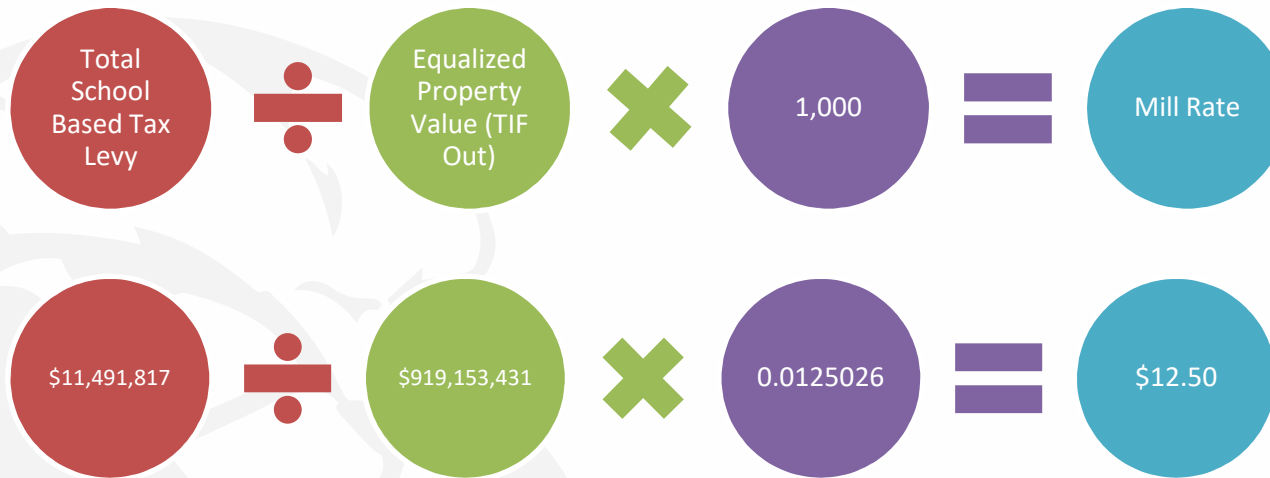 Total
School
Based Tax
Levy
Equalized
Property
Value (TIF
Out)
1,000
Mill Rate
$11,491,817
$919,153,431
0.0125026
$12.50